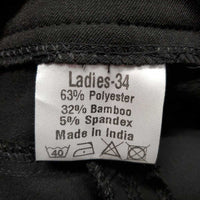 Ladies-34
63% Polyester
32% Bamboo
5% Spandex
Made in India
40